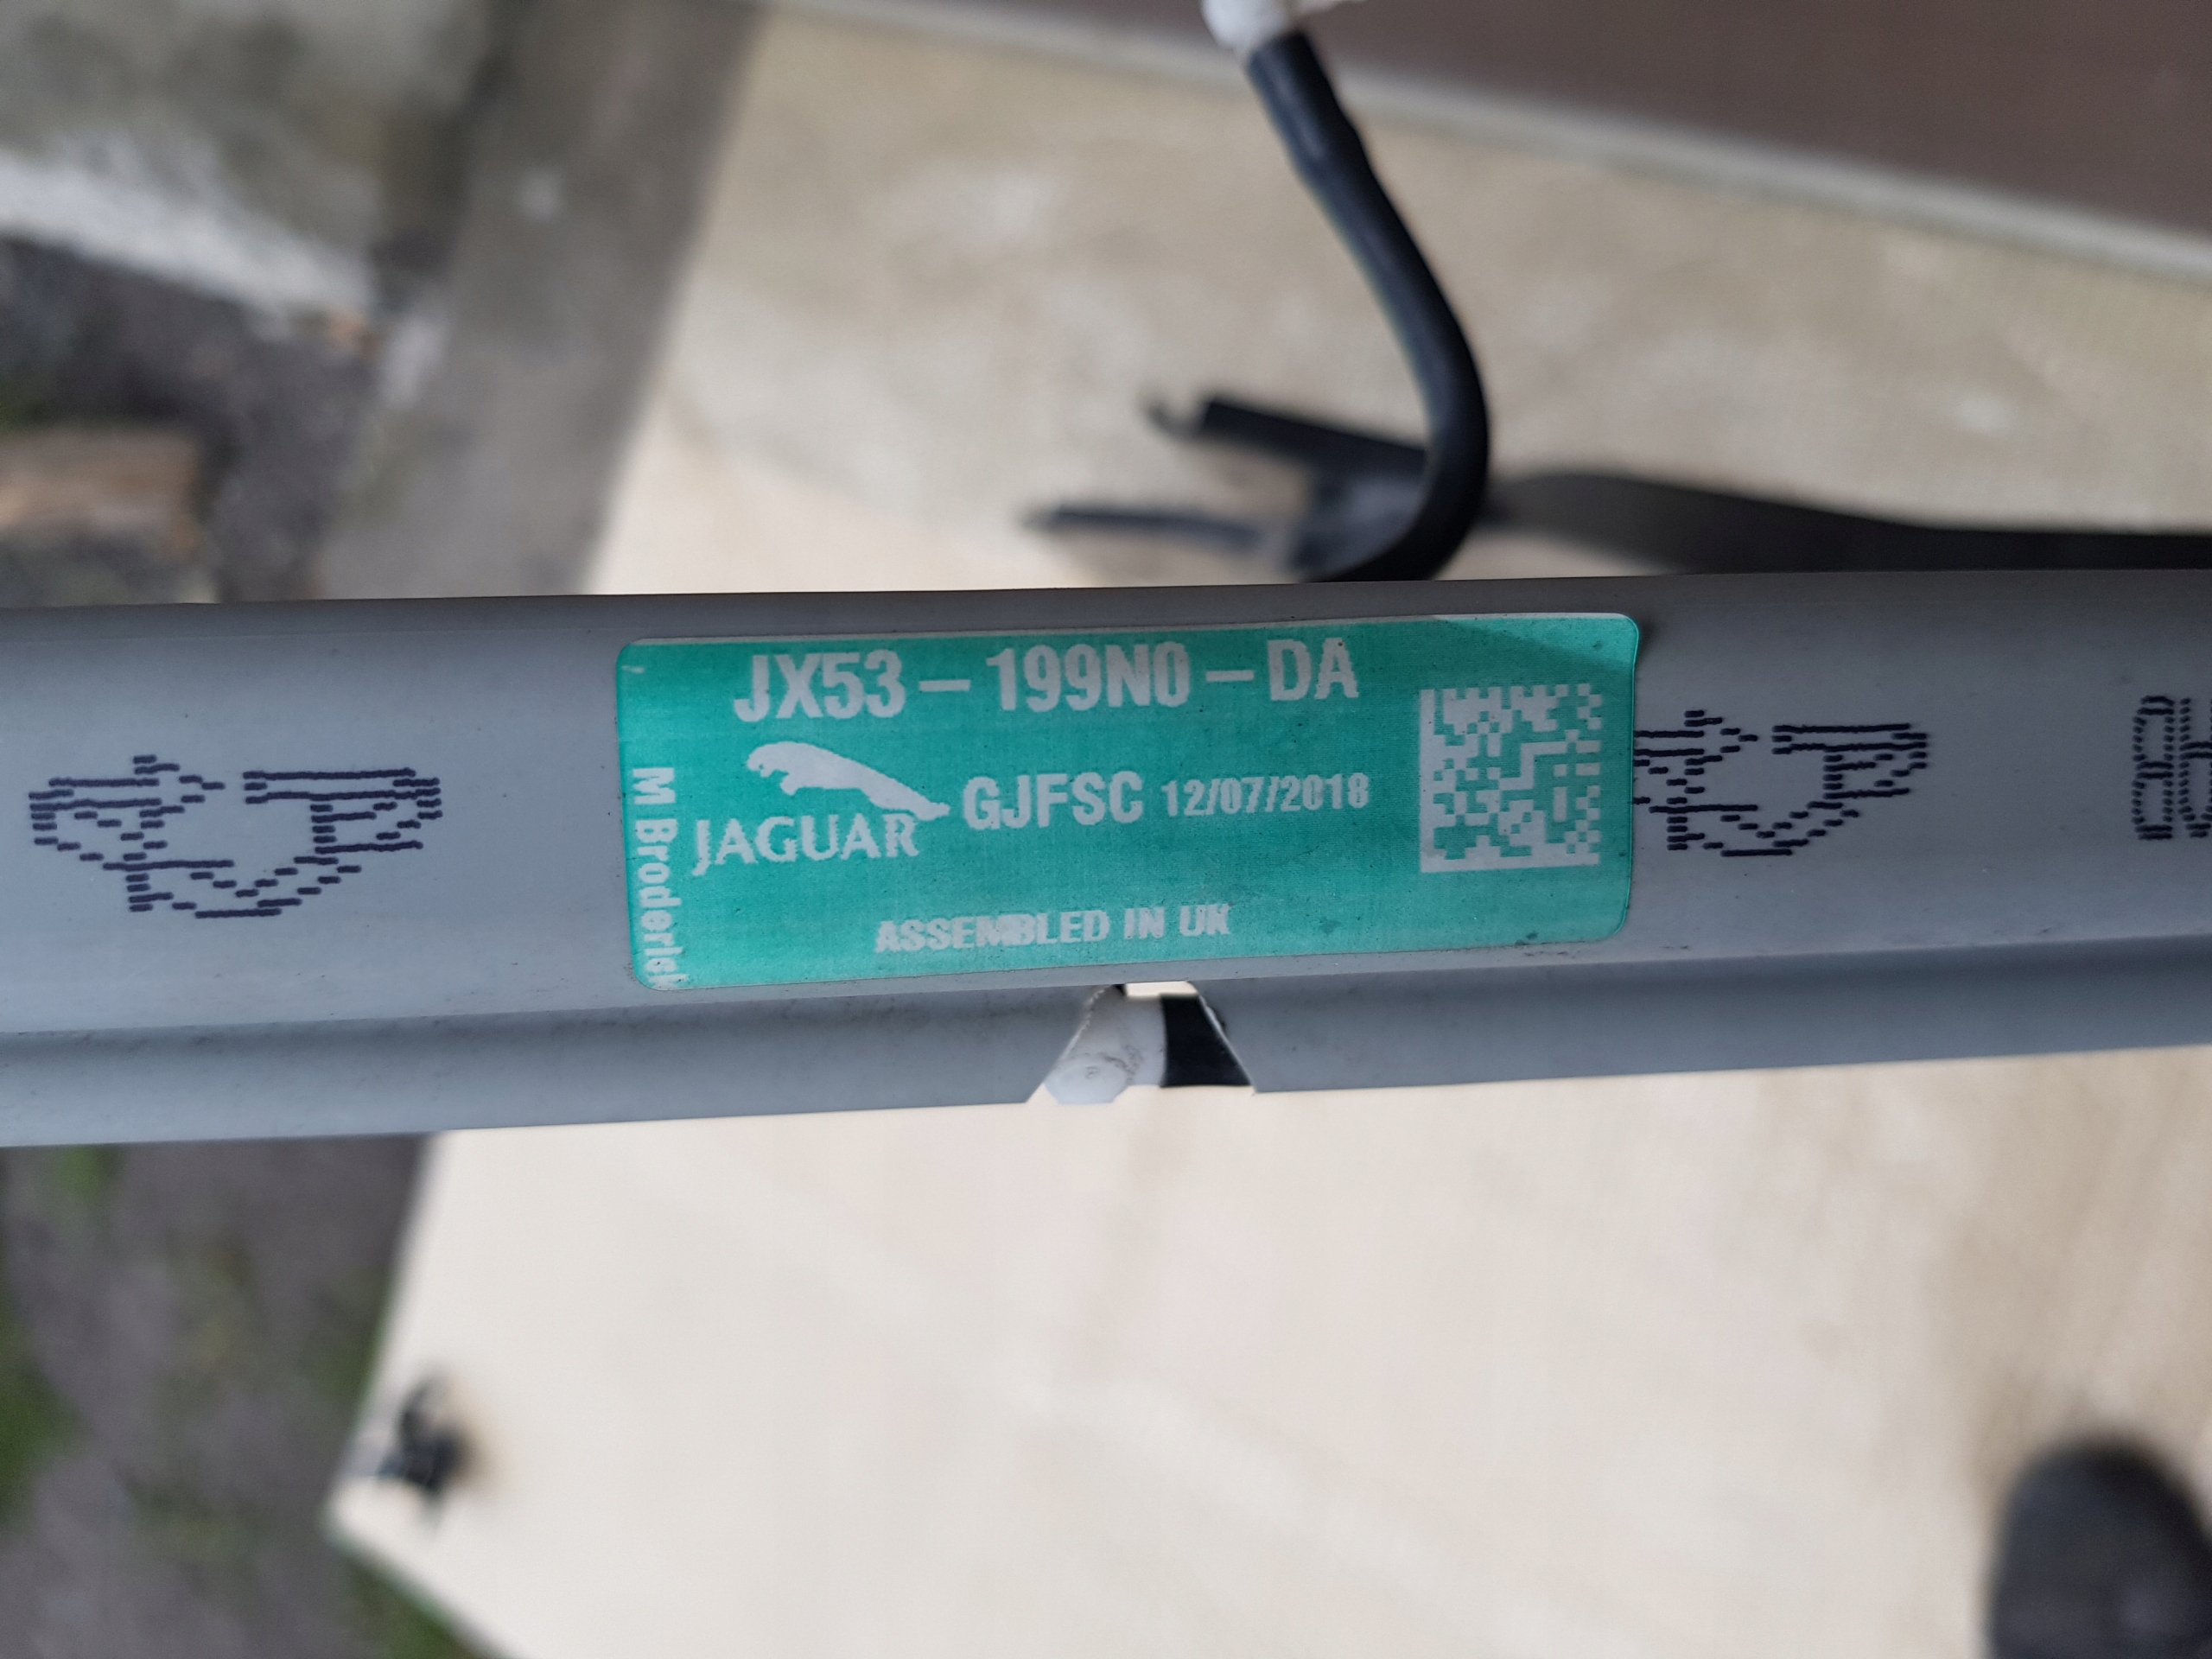 JX53-199N0-DA
JAGUAR GJFSC 12/07/2018
ASSEMBLED IN UK
M Broderick